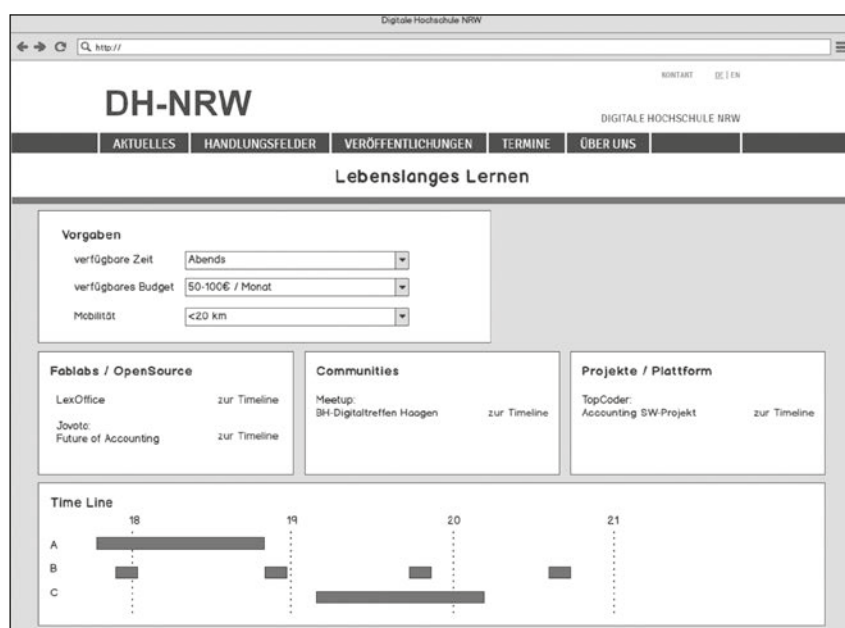 Digitale Hochschule NRW
http://
KONTAKT DE | EN
DH-NRW
DIGITALE HOCHSCHULE NRW
AKTUELLES HANDLUNGSFELDER VERÖFFENTLICHUNGEN TERMINE ÜBER UNS
Lebenslanges Lernen
Vorgaben
verfügbare Zeit Abends
verfügbares Budget 50-100€ / Monat
Mobilität <20 km
Fablabs / OpenSource
LexOffice zur Timeline
Jovoto:
Future of Accounting zur Timeline
Communities
Meetup:
BH-Digitaltreffen Haagen zur Timeline
Projekte / Plattform
TopCoder:
Accounting SW-Projekt zur Timeline
Time Line
18 19 20 21
A
B
C